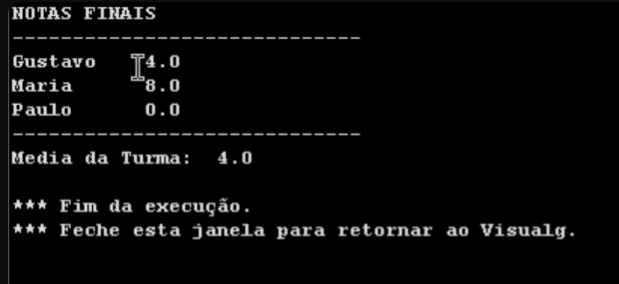 NOTAS FINAIS
-----------------------------
Gustavo    4.0
Maria      8.0
Paulo      0.0
-----------------------------
Media da Turma:  4.0
*** Fim da execução.
*** Feche esta janela para retornar ao Visualg.